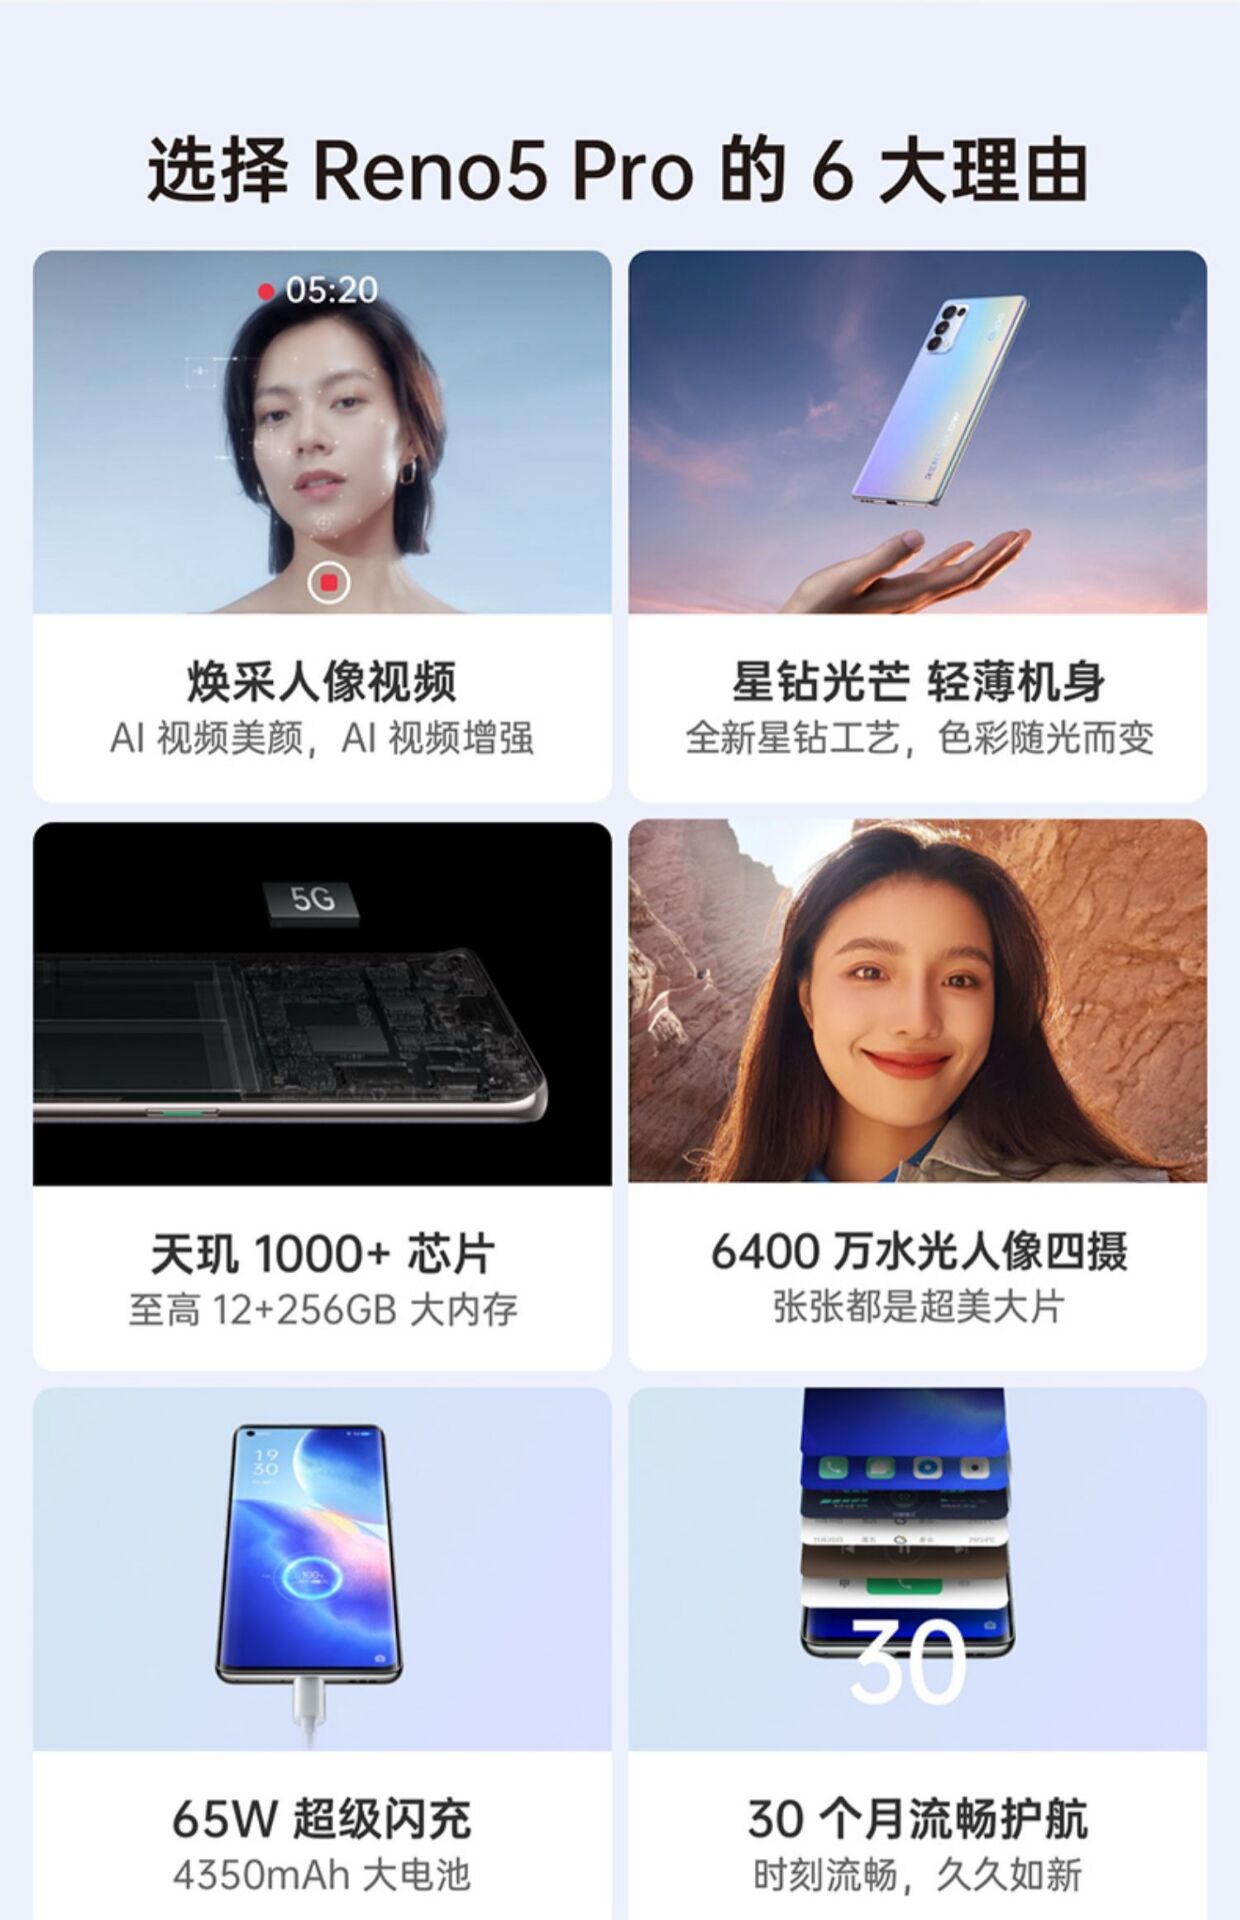 选择 Reno5 Pro 的 6 大理由
05:20
焕采人像视频
AI 视频美颜，AI 视频增强
星钻光芒 轻薄机身
全新星钻工艺，色彩随光而变
5G
天玑 1000+ 芯片
至高 12+256GB 大内存
6400 万水光人像四摄
张张都是超美大片
19
30
100%
65W 超级闪充
4350mAh 大电池
30
30 个月流畅护航
时刻流畅，久久如新